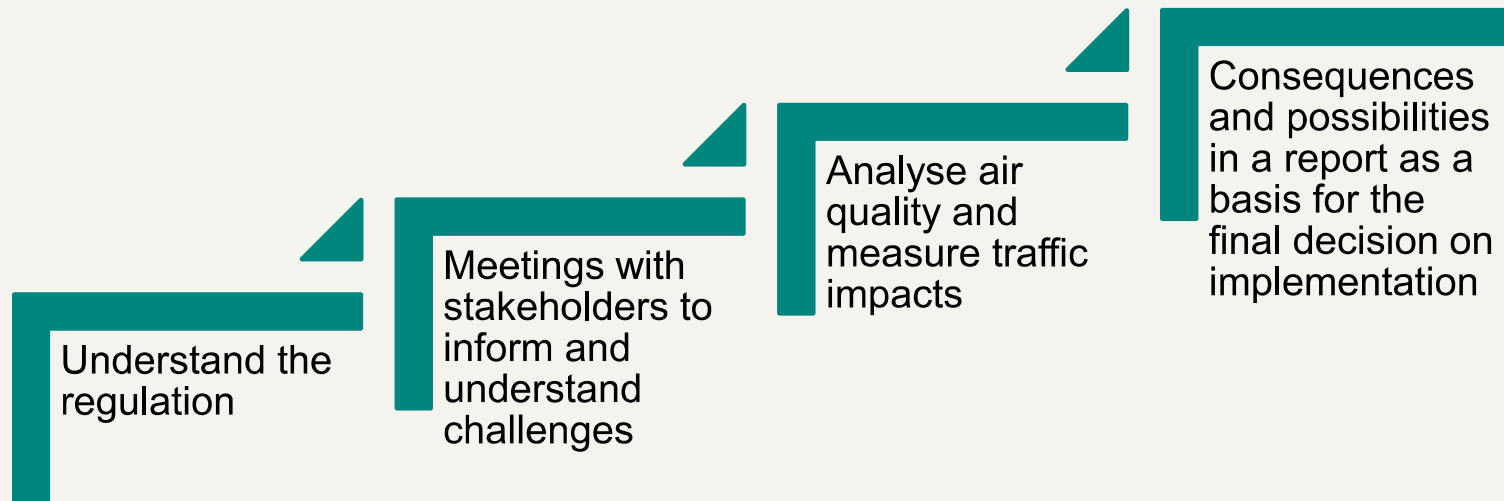 Understand the
regulation
Meetings with
stakeholders to
inform and
understand
challenges
Analyse air
quality and
measure traffic
impacts
Consequences
and possibilities
in a report as a
basis for the
final decision on
implementation